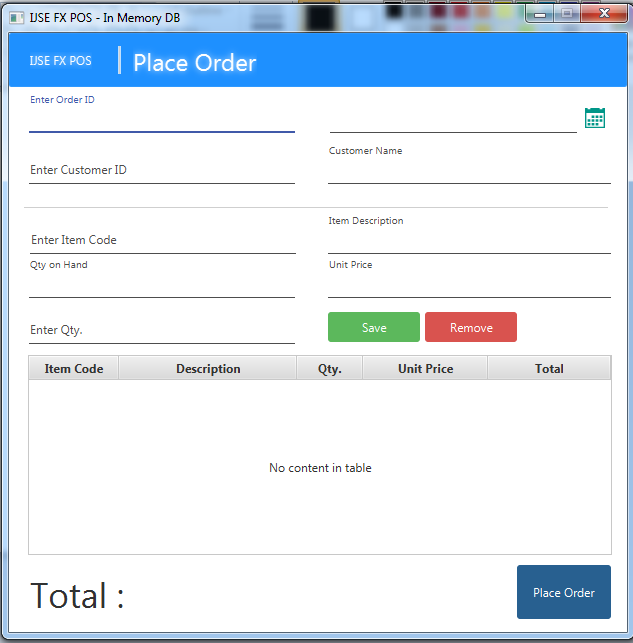 IJSE FX POS - In Memory DB
IJSE FX POS | Place Order
Enter Order ID
Customer Name
Enter Customer ID
Item Description
Enter Item Code
Qty on Hand Unit Price
Enter Qty. Save Remove
Item Code Description Qty. Unit Price Total
No content in table
Total : Place Order